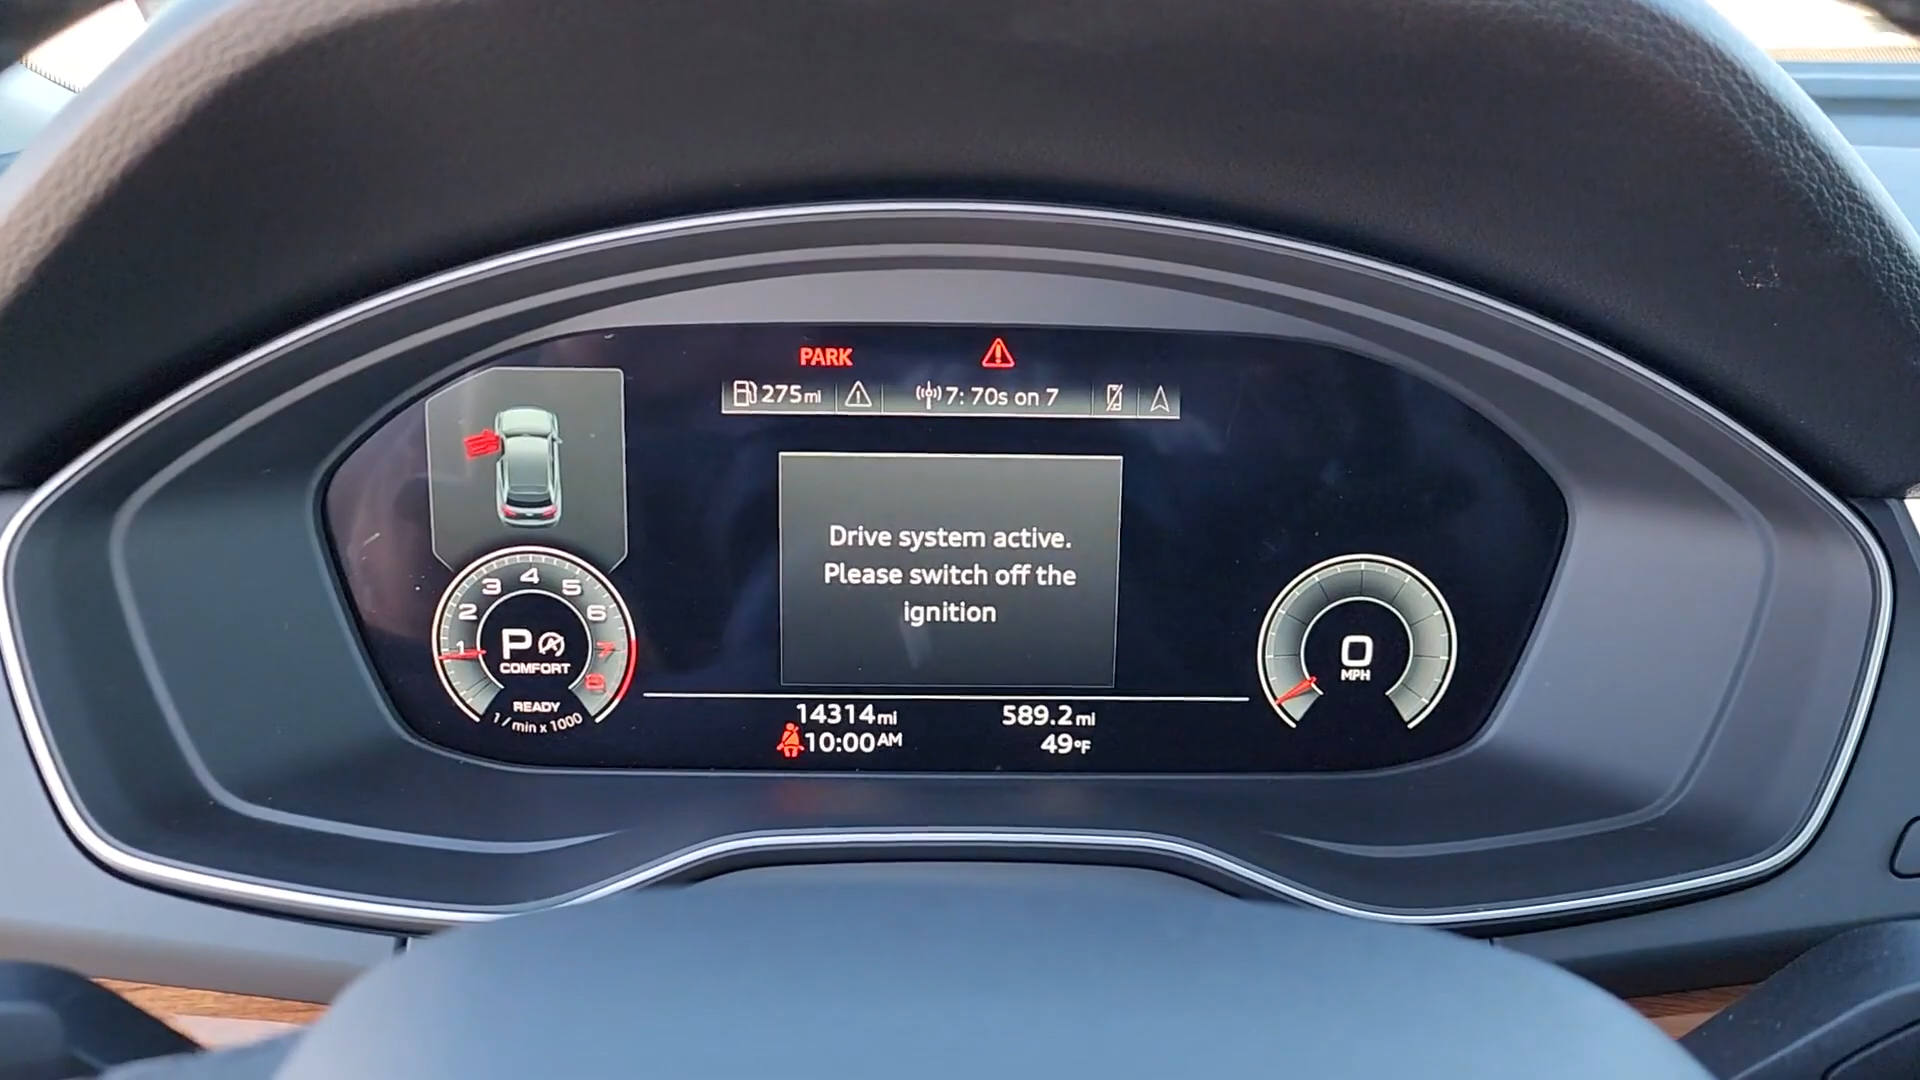 PARK
275mi
7: 70s on 7
Drive system active.
Please switch off the
ignition
1 2 3 4 5 6 7 8
P
COMFORT
READY
1/min x 1000
0
MPH
14314mi 589.2mi
10:00AM 49°F